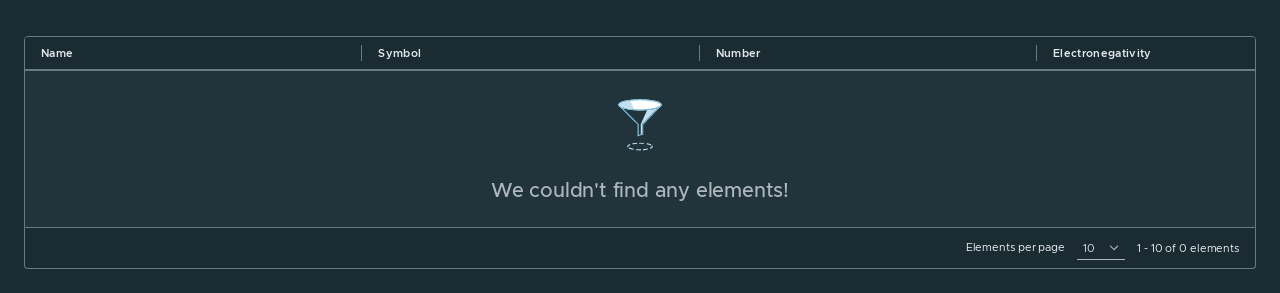 Name Symbol Number Electronegativity
We couldn't find any elements!
Elements per page 10 1 - 10 of 0 elements